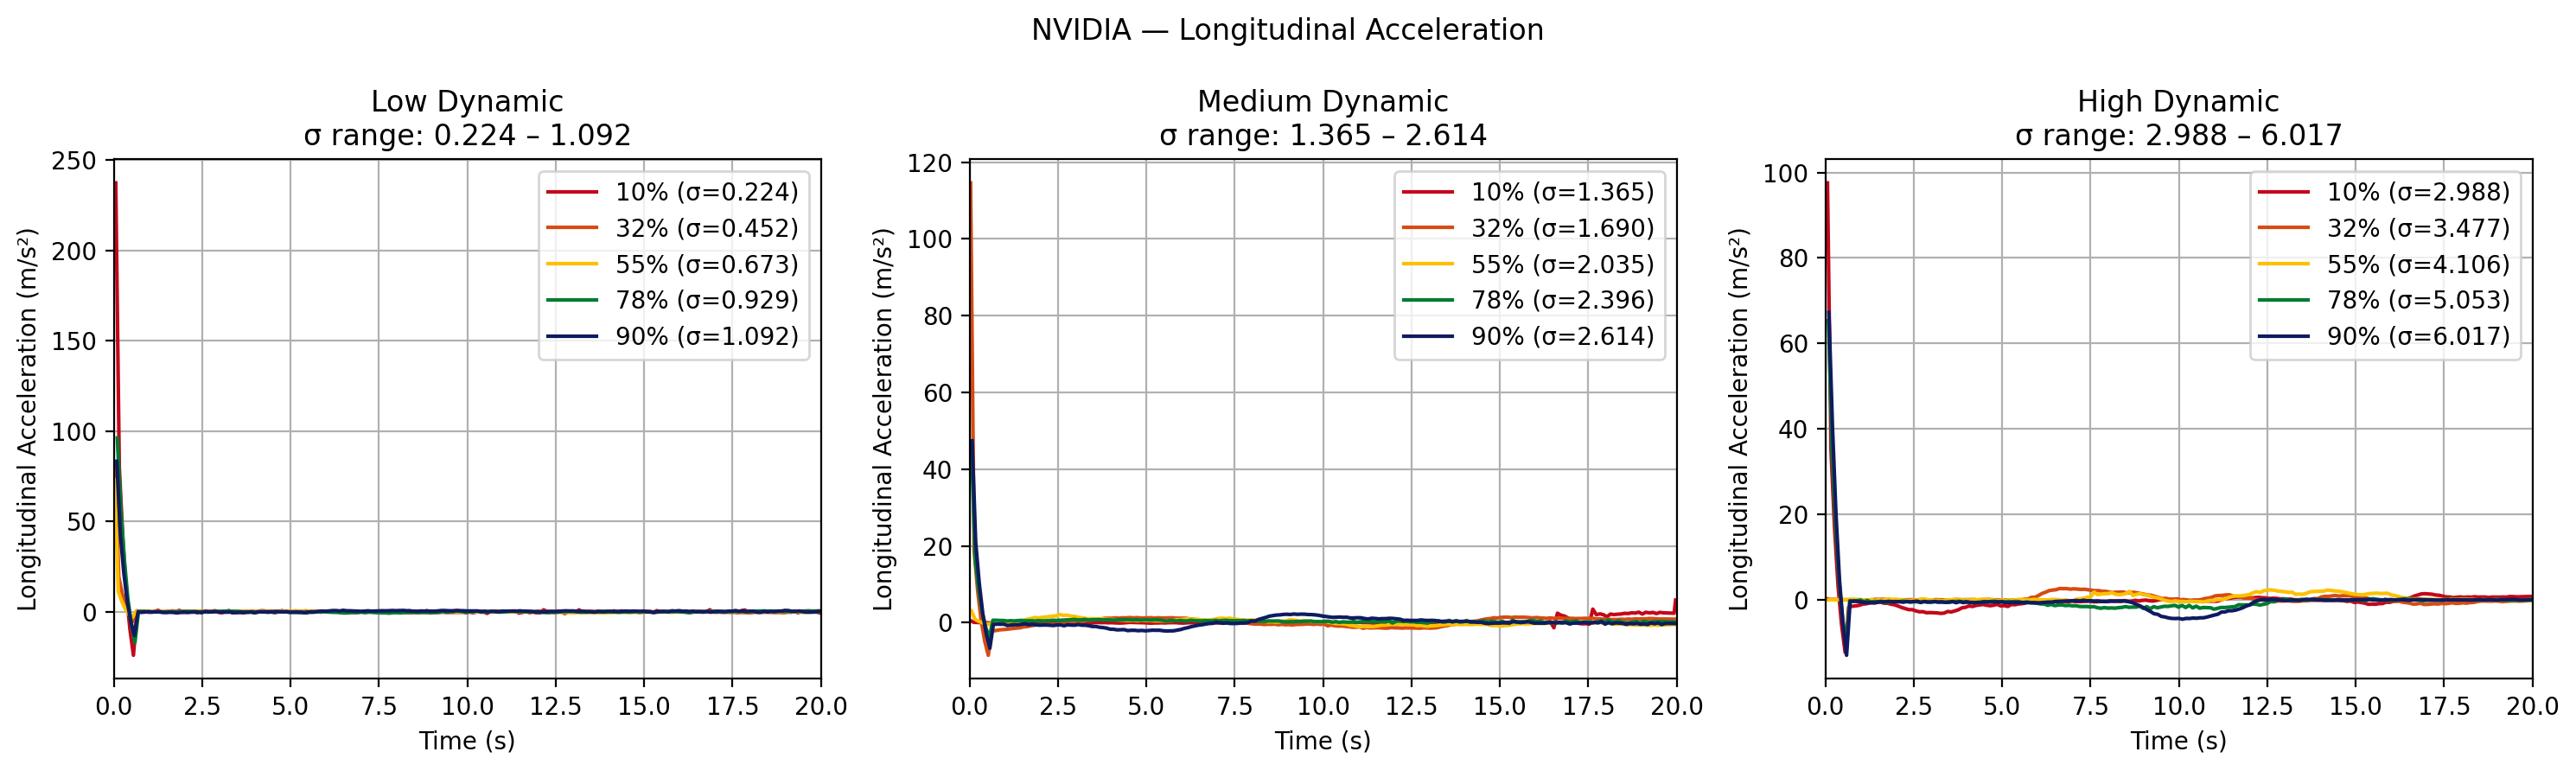 NVIDIA — Longitudinal Acceleration
Low Dynamic
σ range: 0.224 – 1.092
250
200
150
100
50
0
Longitudinal Acceleration (m/s²)
10% (σ=0.224)
32% (σ=0.452)
55% (σ=0.673)
78% (σ=0.929)
90% (σ=1.092)
0.0 2.5 5.0 7.5 10.0 12.5 15.0 17.5 20.0
Time (s)
Medium Dynamic
σ range: 1.365 – 2.614
120
100
80
60
40
20
0
Longitudinal Acceleration (m/s²)
10% (σ=1.365)
32% (σ=1.690)
55% (σ=2.035)
78% (σ=2.396)
90% (σ=2.614)
0.0 2.5 5.0 7.5 10.0 12.5 15.0 17.5 20.0
Time (s)
High Dynamic
σ range: 2.988 – 6.017
100
80
60
40
20
0
Longitudinal Acceleration (m/s²)
10% (σ=2.988)
32% (σ=3.477)
55% (σ=4.106)
78% (σ=5.053)
90% (σ=6.017)
0.0 2.5 5.0 7.5 10.0 12.5 15.0 17.5 20.0
Time (s)